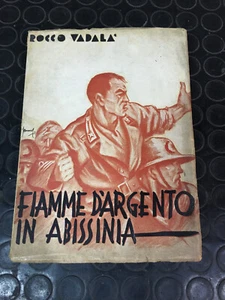 ROCCO VADALA'
FIAMME D'ARGENTO
IN ABISSINIA